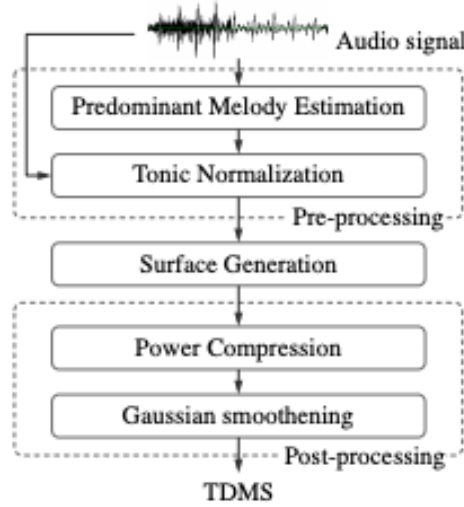 Audio signal
Predominant Melody Estimation
Tonic Normalization
Pre-processing
Surface Generation
Power Compression
Gaussian smoothening
Post-processing
TDMS